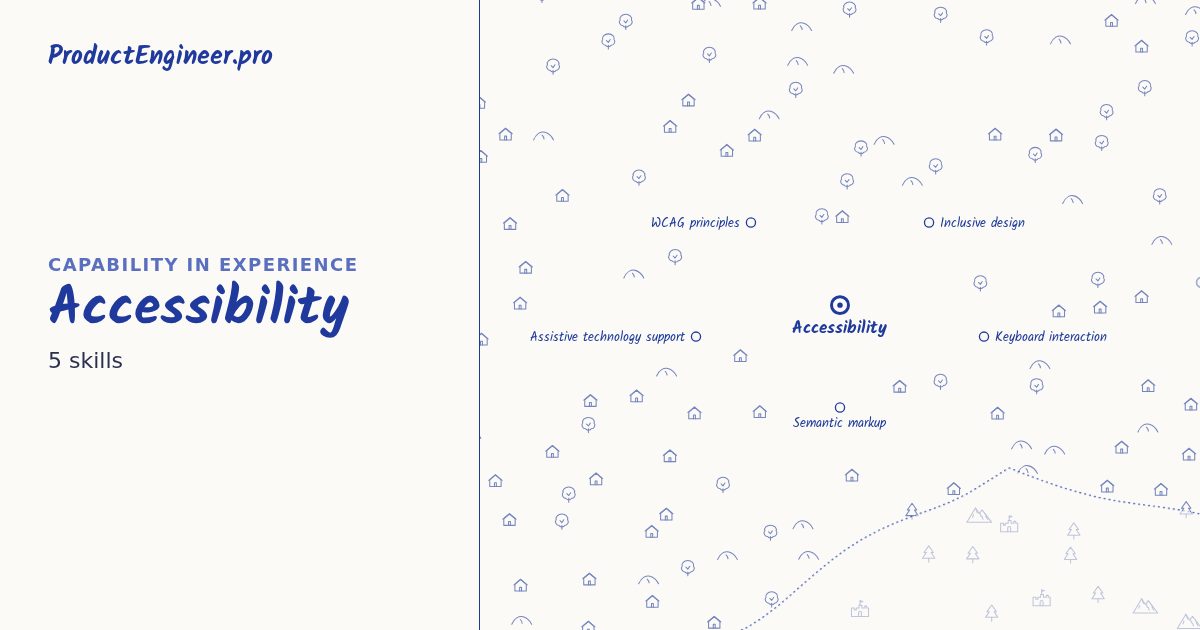 ProductEngineer.pro
CAPABILITY IN EXPERIENCE
Accessibility
5 skills
WCAG principles
Inclusive design
Accessibility
Assistive technology support
Keyboard interaction
Semantic markup